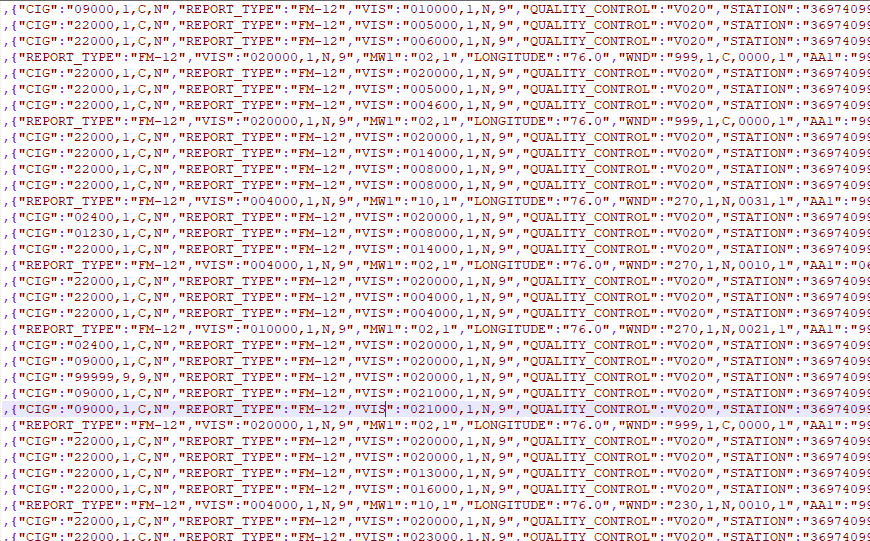 ,{"CIG":"09000,1,C,N","REPORT_TYPE":"FM-12","VIS":"010000,1,N,9","QUALITY_CONTROL":"V020","STATION":"36974099
,{"CIG":"22000,1,C,N","REPORT_TYPE":"FM-12","VIS":"005000,1,N,9","QUALITY_CONTROL":"V020","STATION":"36974099
,{"CIG":"22000,1,C,N","REPORT_TYPE":"FM-12","VIS":"006000,1,N,9","QUALITY_CONTROL":"V020","STATION":"36974099
,{"REPORT_TYPE":"FM-12","VIS":"020000,1,N,9","MW1":"02,1","LONGITUDE":"76.0","WND":"999,1,C,0000,1","AA1":"99
,{"CIG":"22000,1,C,N","REPORT_TYPE":"FM-12","VIS":"020000,1,N,9","QUALITY_CONTROL":"V020","STATION":"36974099
,{"CIG":"22000,1,C,N","REPORT_TYPE":"FM-12","VIS":"005000,1,N,9","QUALITY_CONTROL":"V020","STATION":"36974099
,{"CIG":"22000,1,C,N","REPORT_TYPE":"FM-12","VIS":"004600,1,N,9","QUALITY_CONTROL":"V020","STATION":"36974099
,{"REPORT_TYPE":"FM-12","VIS":"020000,1,N,9","MW1":"02,1","LONGITUDE":"76.0","WND":"999,1,C,0000,1","AA1":"99
,{"CIG":"22000,1,C,N","REPORT_TYPE":"FM-12","VIS":"020000,1,N,9","QUALITY_CONTROL":"V020","STATION":"36974099
,{"CIG":"22000,1,C,N","REPORT_TYPE":"FM-12","VIS":"014000,1,N,9","QUALITY_CONTROL":"V020","STATION":"36974099
,{"CIG":"22000,1,C,N","REPORT_TYPE":"FM-12","VIS":"008000,1,N,9","QUALITY_CONTROL":"V020","STATION":"36974099
,{"CIG":"22000,1,C,N","REPORT_TYPE":"FM-12","VIS":"008000,1,N,9","QUALITY_CONTROL":"V020","STATION":"36974099
,{"REPORT_TYPE":"FM-12","VIS":"004000,1,N,9","MW1":"10,1","LONGITUDE":"76.0","WND":"270,1,N,0031,1","AA1":"99
,{"CIG":"02400,1,C,N","REPORT_TYPE":"FM-12","VIS":"020000,1,N,9","QUALITY_CONTROL":"V020","STATION":"36974099
,{"CIG":"01230,1,C,N","REPORT_TYPE":"FM-12","VIS":"008000,1,N,9","QUALITY_CONTROL":"V020","STATION":"36974099
,{"CIG":"22000,1,C,N","REPORT_TYPE":"FM-12","VIS":"014000,1,N,9","QUALITY_CONTROL":"V020","STATION":"36974099
,{"REPORT_TYPE":"FM-12","VIS":"004000,1,N,9","MW1":"02,1","LONGITUDE":"76.0","WND":"270,1,N,0010,1","AA1":"06
,{"CIG":"22000,1,C,N","REPORT_TYPE":"FM-12","VIS":"020000,1,N,9","QUALITY_CONTROL":"V020","STATION":"36974099
,{"CIG":"22000,1,C,N","REPORT_TYPE":"FM-12","VIS":"004000,1,N,9","QUALITY_CONTROL":"V020","STATION":"36974099
,{"CIG":"22000,1,C,N","REPORT_TYPE":"FM-12","VIS":"004000,1,N,9","QUALITY_CONTROL":"V020","STATION":"36974099
,{"REPORT_TYPE":"FM-12","VIS":"010000,1,N,9","MW1":"02,1","LONGITUDE":"76.0","WND":"270,1,N,0021,1","AA1":"99
,{"CIG":"02400,1,C,N","REPORT_TYPE":"FM-12","VIS":"020000,1,N,9","QUALITY_CONTROL":"V020","STATION":"36974099
,{"CIG":"09000,1,C,N","REPORT_TYPE":"FM-12","VIS":"020000,1,N,9","QUALITY_CONTROL":"V020","STATION":"36974099
,{"CIG":"99999,9,9,N","REPORT_TYPE":"FM-12","VIS":"020000,1,N,9","QUALITY_CONTROL":"V020","STATION":"36974099
,{"CIG":"09000,1,C,N","REPORT_TYPE":"FM-12","VIS":"021000,1,N,9","QUALITY_CONTROL":"V020","STATION":"36974099
,{"CIG":"09000,1,C,N","REPORT_TYPE":"FM-12","VIS":"021000,1,N,9","QUALITY_CONTROL":"V020","STATION":"36974099
,{"REPORT_TYPE":"FM-12","VIS":"020000,1,N,9","MW1":"02,1","LONGITUDE":"76.0","WND":"999,1,C,0000,1","AA1":"99
,{"CIG":"22000,1,C,N","REPORT_TYPE":"FM-12","VIS":"020000,1,N,9","QUALITY_CONTROL":"V020","STATION":"36974099
,{"CIG":"22000,1,C,N","REPORT_TYPE":"FM-12","VIS":"020000,1,N,9","QUALITY_CONTROL":"V020","STATION":"36974099
,{"CIG":"22000,1,C,N","REPORT_TYPE":"FM-12","VIS":"013000,1,N,9","QUALITY_CONTROL":"V020","STATION":"36974099
,{"CIG":"22000,1,C,N","REPORT_TYPE":"FM-12","VIS":"016000,1,N,9","QUALITY_CONTROL":"V020","STATION":"36974099
,{"REPORT_TYPE":"FM-12","VIS":"004000,1,N,9","MW1":"10,1","LONGITUDE":"76.0","WND":"230,1,N,0010,1","AA1":"99
,{"CIG":"22000,1,C,N","REPORT_TYPE":"FM-12","VIS":"020000,1,N,9","QUALITY_CONTROL":"V020","STATION":"36974099
,{"CIG":"22000,1,C,N","REPORT_TYPE":"FM-12","VIS":"023000,1,N,9","QUALITY_CONTROL":"V020","STATION":"36974099